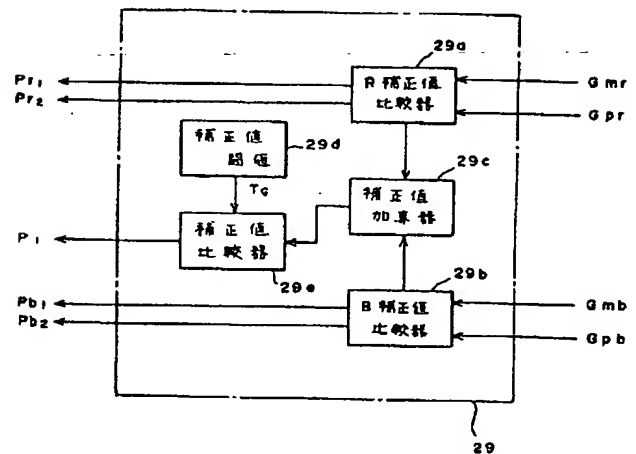 29a
Pr₁
Pr₂
R補正値
比較器
Gmr
Gpr
補正値
閾値
29d
29c
T_G
補正値
加算器
P₁
補正値
比較器
29e
29b
Pb₁
Pb₂
B補正値
比較器
Gmb
Gpb
29